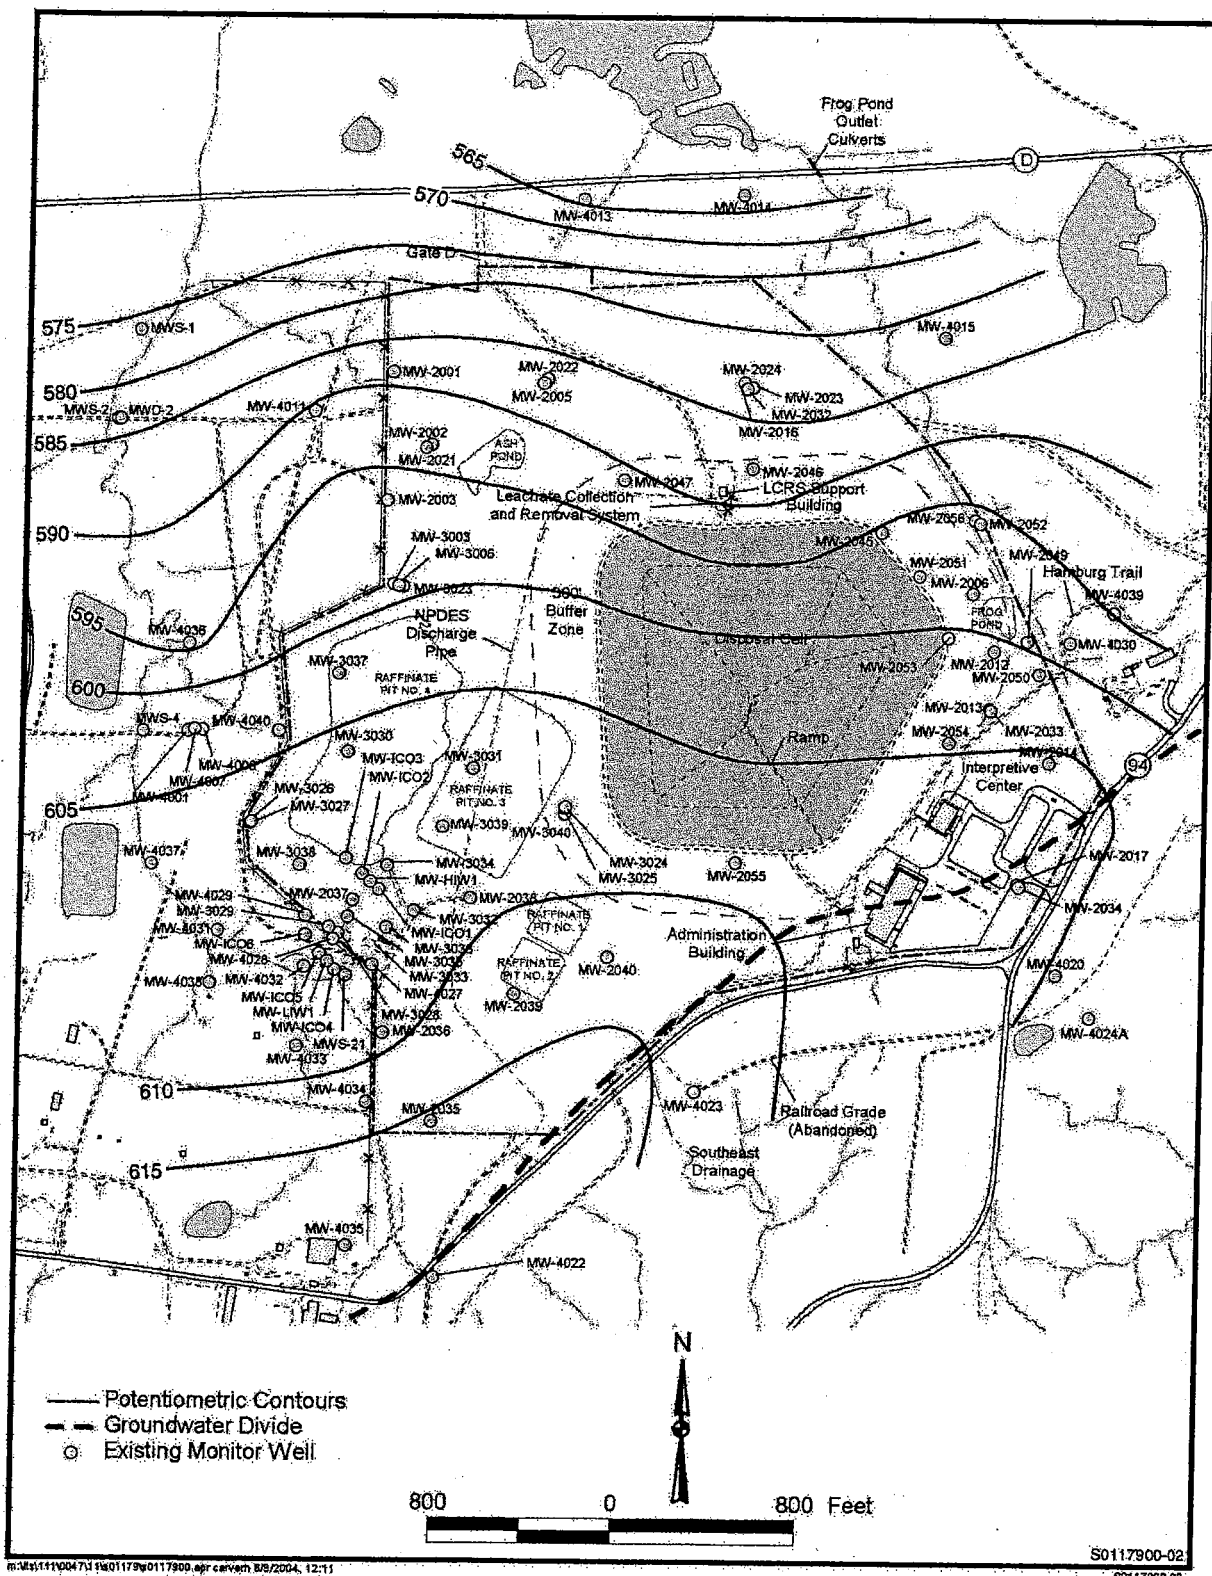 Frog Pond
Outlet
Culverts
565
D
570
MW-4013
MW-4014
Gate D
575
MWS-1
MW-4015
580
MW-2001
MW-2022
MW-2005
MW-2024
MW-2023
MW-2032
MW-2016
MWS-2
MWD-2
MW-4011
585
MW-2002
MW-2021
ASH
POND
MW-2046
MW-2047
LCRS Support
Building
MW-2003
Leachate Collection
and Removal System
590
MW-2056
MW-2052
MW-2045
MW-3003
MW-3006
MW-3023
MW-2051
MW-2049
MW-2006
Hamburg Trail
MW-4039
FROG
POND
Buffer
Zone
NPDES
Discharge
Pipe
595
MW-4036
Disposal Cell
MW-2053
MW-2012
MW-4030
MW-2050
MW-3037
RAFFINATE
PIT NO. 4
600
MWS-4
MW-4040
MW-4006
MW-4007
MW-4001
MW-2013
MW-2054
MW-2033
MW-2014
Ramp
MW-3030
MW-ICO3
MW-ICO2
MW-3031
Interpretive
Center
94
RAFFINATE
PIT NO. 3
605
MW-3026
MW-3027
MW-3039
MW-3040
MW-3024
MW-3025
MW-4037
MW-3038
MW-3034
MW-HIW1
MW-2055
MW-2017
MW-4029
MW-2037
MW-2038
MW-2034
MW-3029
MW-3032
RAFFINATE
PIT NO. 1
MW-4031
MW-ICO1
MW-ICO6
MW-3035
Administration
Building
MW-4028
MW-3033
RAFFINATE
PIT NO. 2
MW-2040
MW-4020
MW-4032
MW-4027
MW-ICO5
MW-2039
MW-LIW1
MW-3028
MW-ICO4
MW-2036
MW-4024A
MWS-21
MW-4033
610
MW-4034
MW-4023
MW-2035
Railroad Grade
(Abandoned)
Southeast
Drainage
615
MW-4035
MW-4022
N
Potentiometric Contours
Groundwater Divide
Existing Monitor Well
800 0 800 Feet
S0117900-02